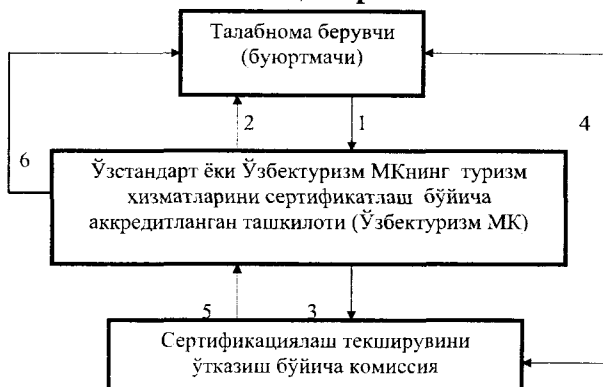 Талабнома берувчи
(буюртмачи)
2
1
4
6
Ўзстандарт ёки Ўзбектуризм МКнинг туризм
хизматларини сертификатлаш бўйича
аккредитланган ташкилоти (Ўзбектуризм МК)
5
3
Сертификациялаш текширувини
ўтказиш бўйича комиссия